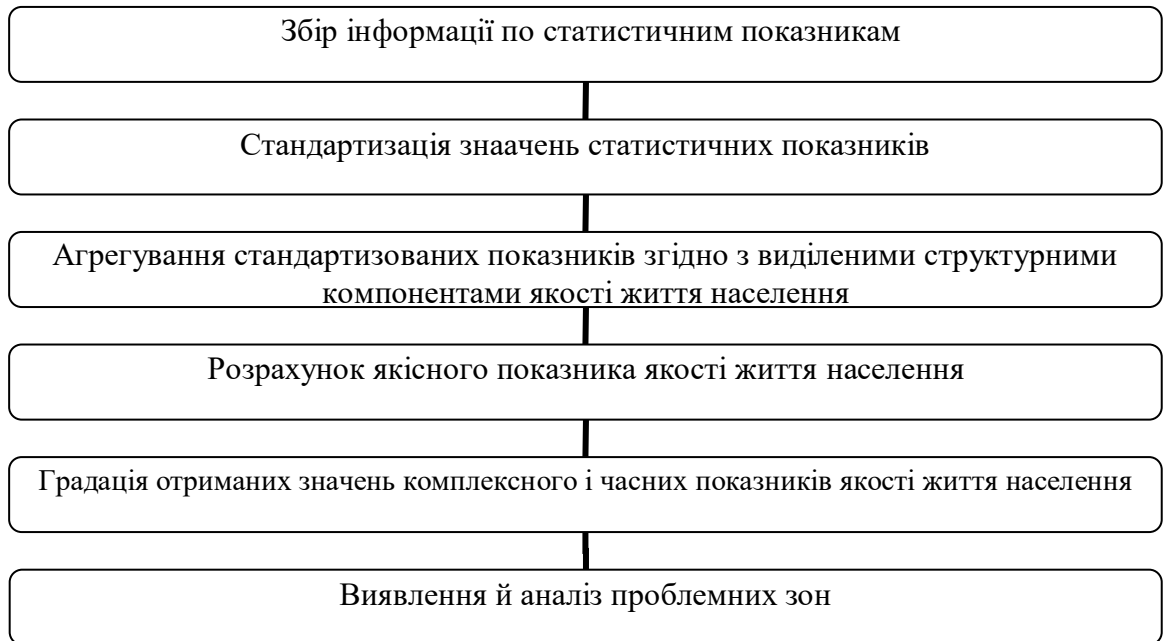 Збір інформації по статистичним показникам
Стандартизація знаачень статистичних показників
Агрегування стандартизованих показників згідно з виділеними структурними
компонентами якості життя населення
Розрахунок якісного показника якості життя населення
Градація отриманих значень комплексного і часних показників якості життя населення
Виявлення й аналіз проблемних зон